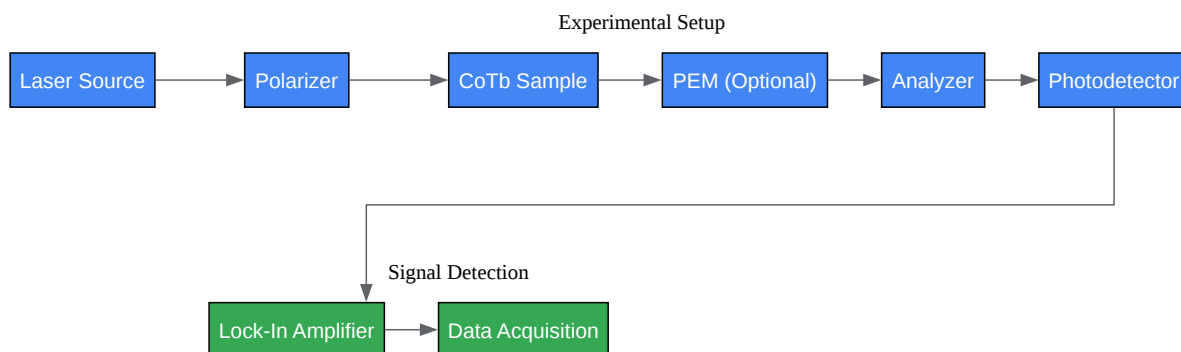 Experimental Setup
Laser Source
Polarizer
CoTb Sample
PEM (Optional)
Analyzer
Photodetector
Signal Detection
Lock-In Amplifier
Data Acquisition